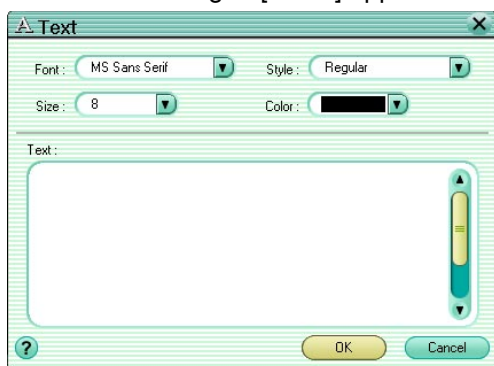 A Text
Font : MS Sans Serif Style : Regular
Size : 8 Color :
Text :
? OK Cancel